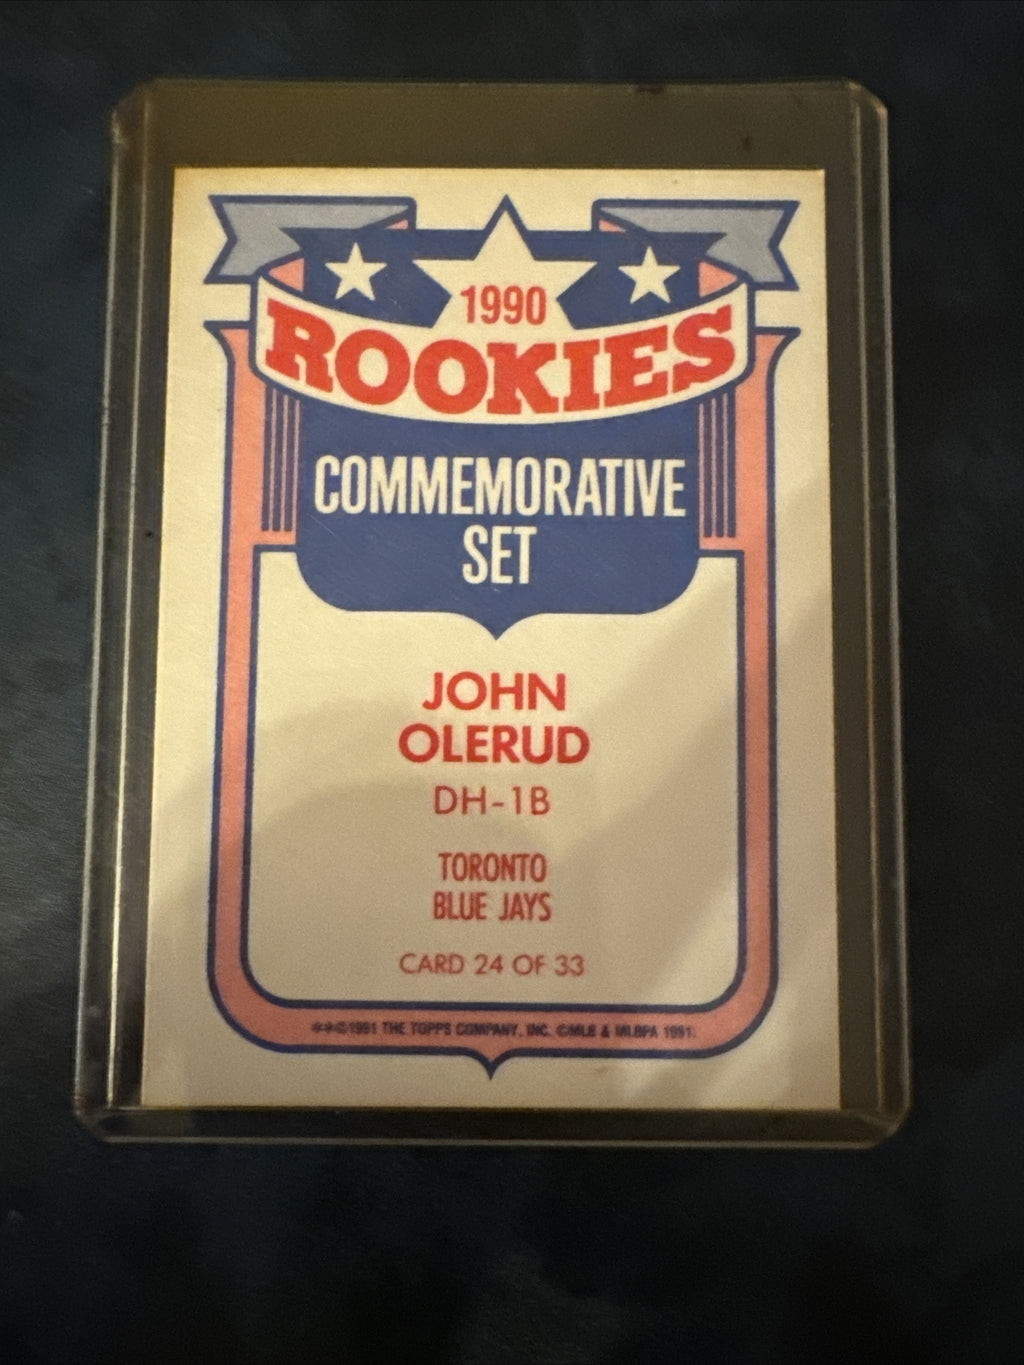 1990
ROOKIES
COMMEMORATIVE
SET
JOHN
OLERUD
DH-1B
TORONTO
BLUE JAYS
CARD 24 OF 33
**©1991 THE TOPPS COMPANY, INC. ©MLB & MLBPA 1991.